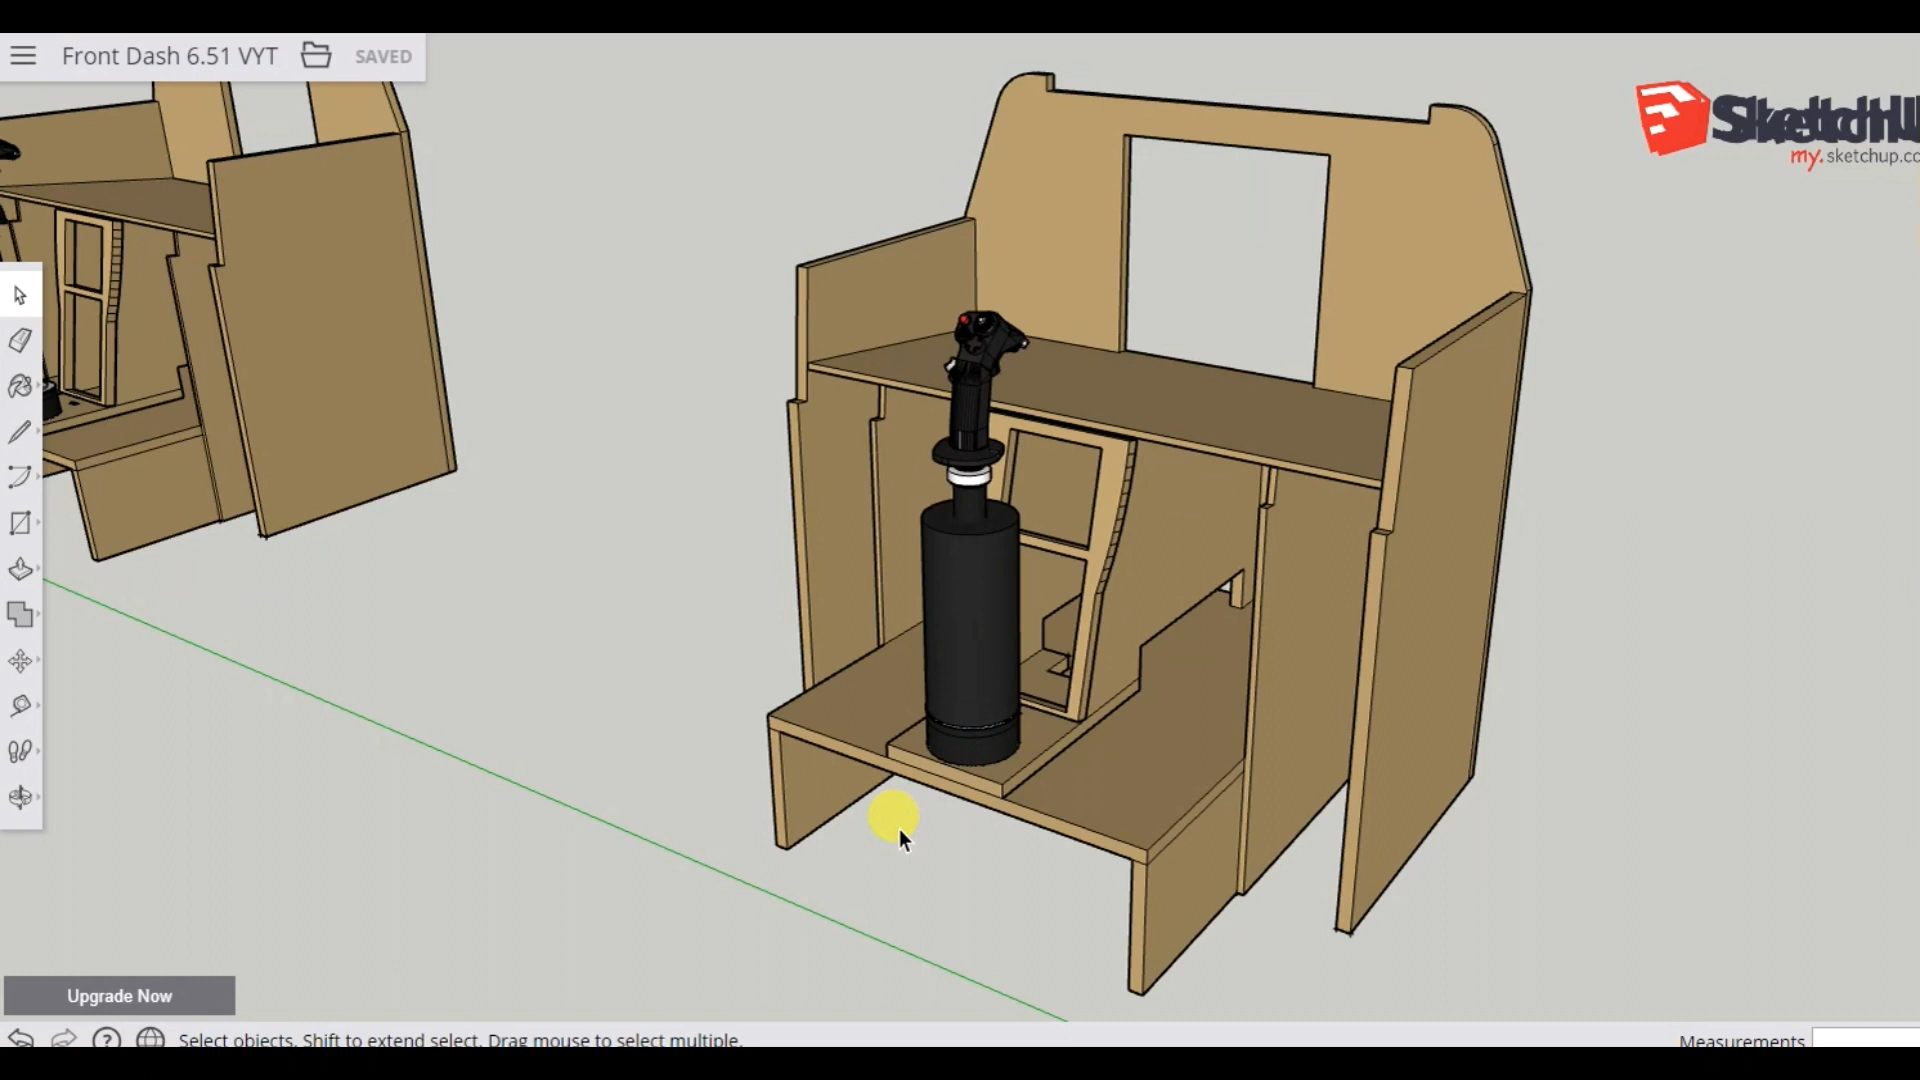 Front Dash 6.51 VYT
SAVED
my.sketchup.co
Upgrade Now
?
Select objects. Shift to extend select. Drag mouse to select multiple.
Measurements